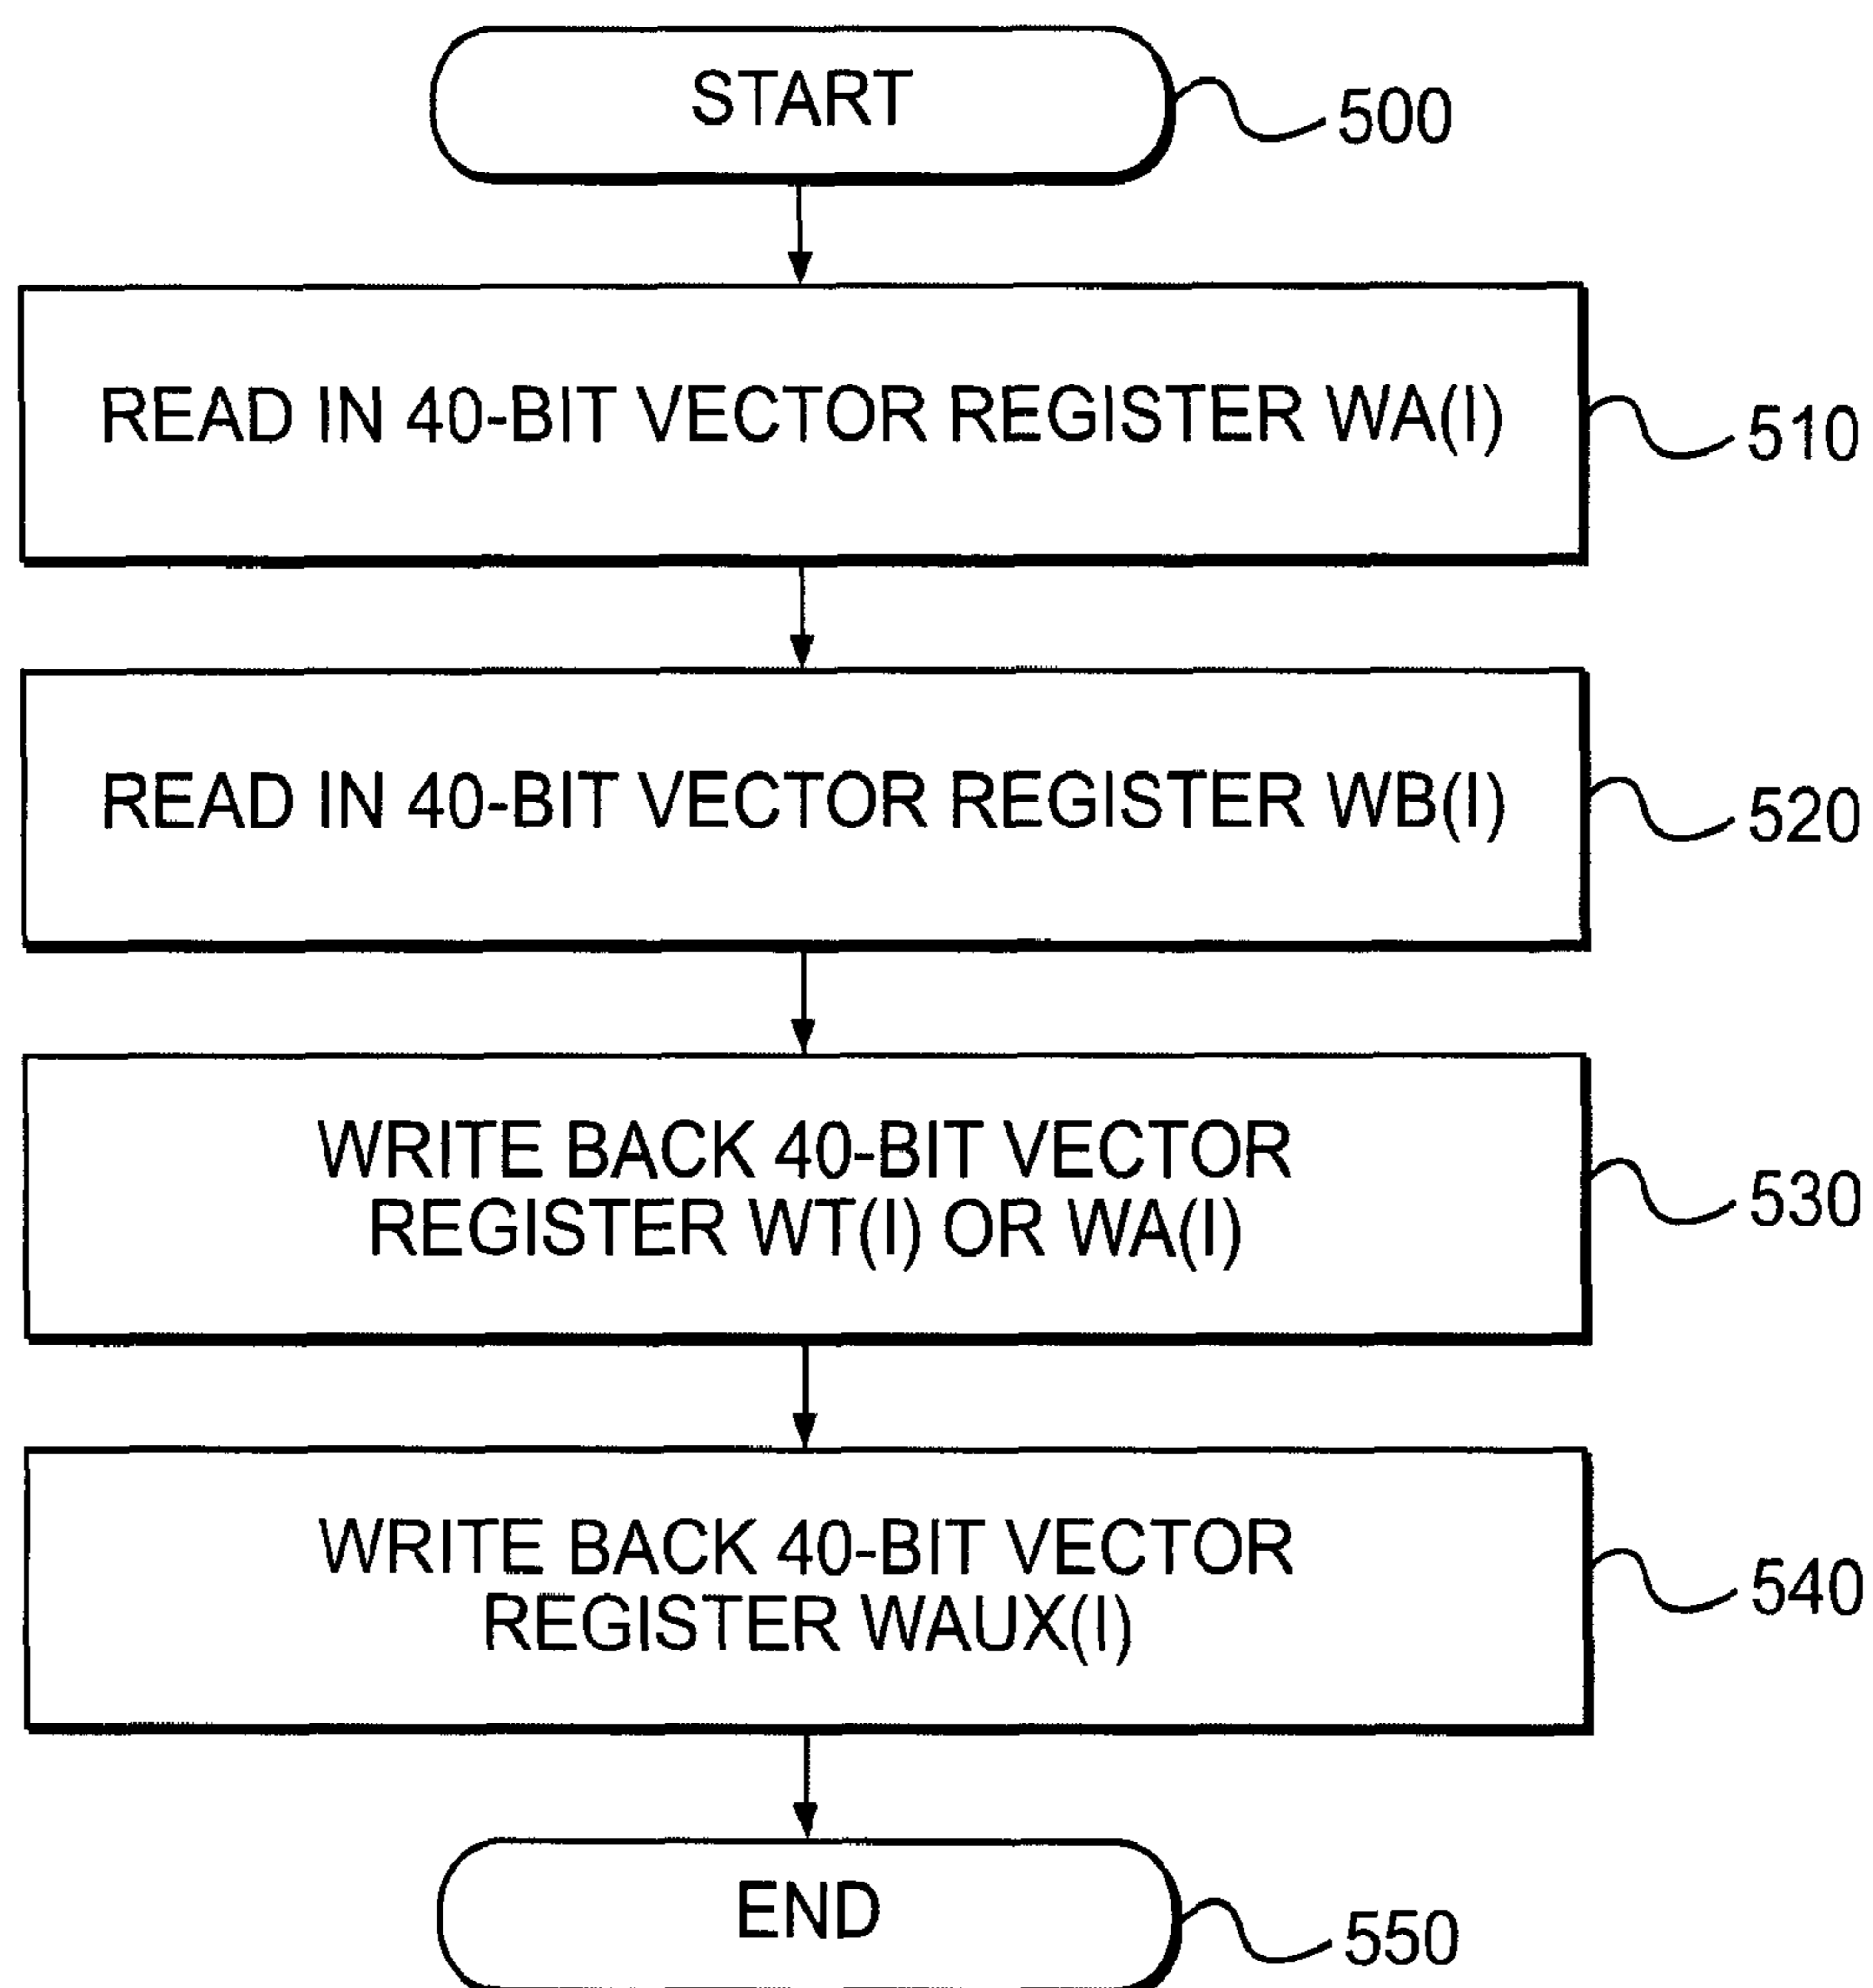 START
500
READ IN 40-BIT VECTOR REGISTER WA(I)
510
READ IN 40-BIT VECTOR REGISTER WB(I)
520
WRITE BACK 40-BIT VECTOR
REGISTER WT(I) OR WA(I)
530
WRITE BACK 40-BIT VECTOR
REGISTER WAUX(I)
540
END
550